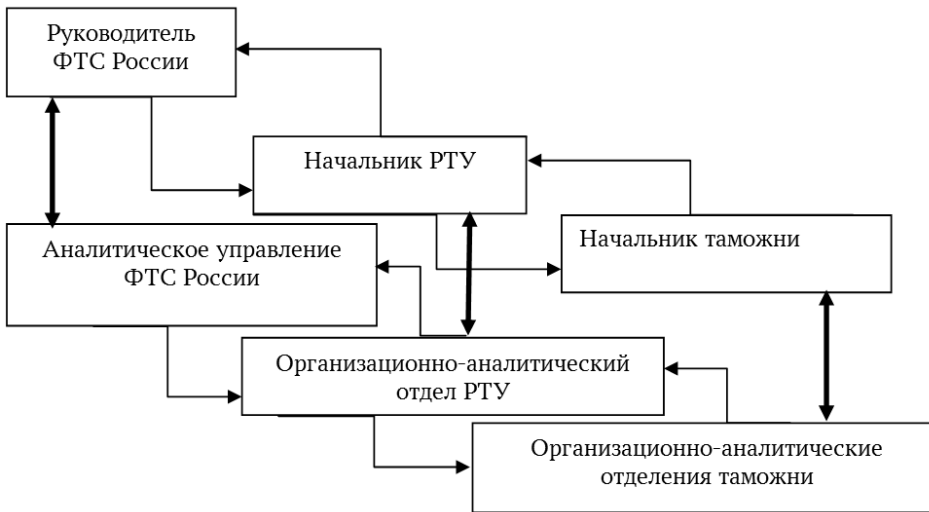 Руководитель
ФТС России
Начальник РТУ
Начальник таможни
Аналитическое управление
ФТС России
Организационно-аналитический
отдел РТУ
Организационно-аналитические
отделения таможни